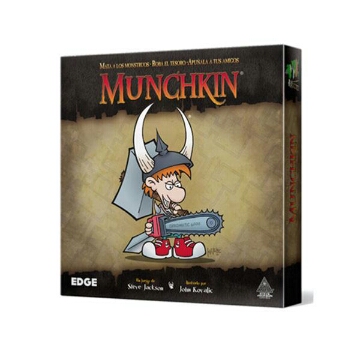 MATA A LOS MONSTRUOS · ROBA EL TESORO · APUÑALA A TUS AMIGOS
MUNCHKIN
EDGE
Un juego de
Steve Jackson
Ilustrado por
John Kovalic
MUNCHKIN